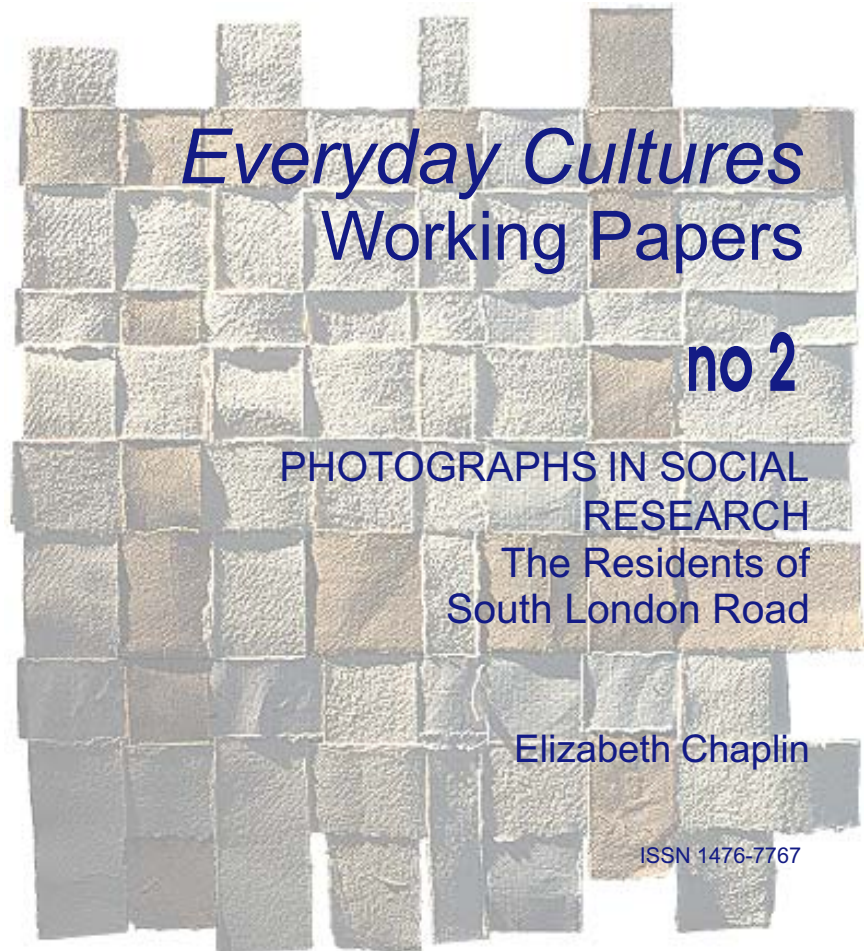 Everyday Cultures
Working Papers
no 2
PHOTOGRAPHS IN SOCIAL
RESEARCH
The Residents of
South London Road
Elizabeth Chaplin
ISSN 1476-7767